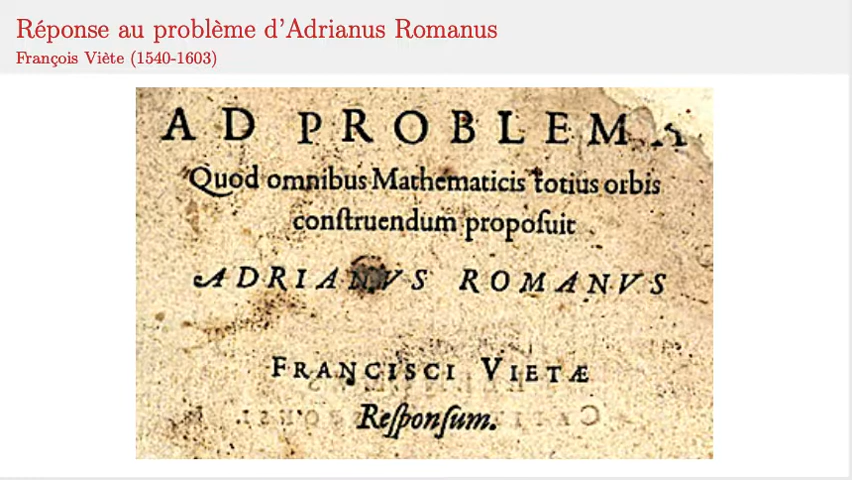 Réponse au problème d'Adrianus Romanus
François Viète (1540-1603)
AD PROBLEMA
Quod omnibus Mathematicis totius orbis
conſtruendum propoſuit
ADRIANVS ROMANVS
FRANCISCI VIETÆ
Reſponſum.